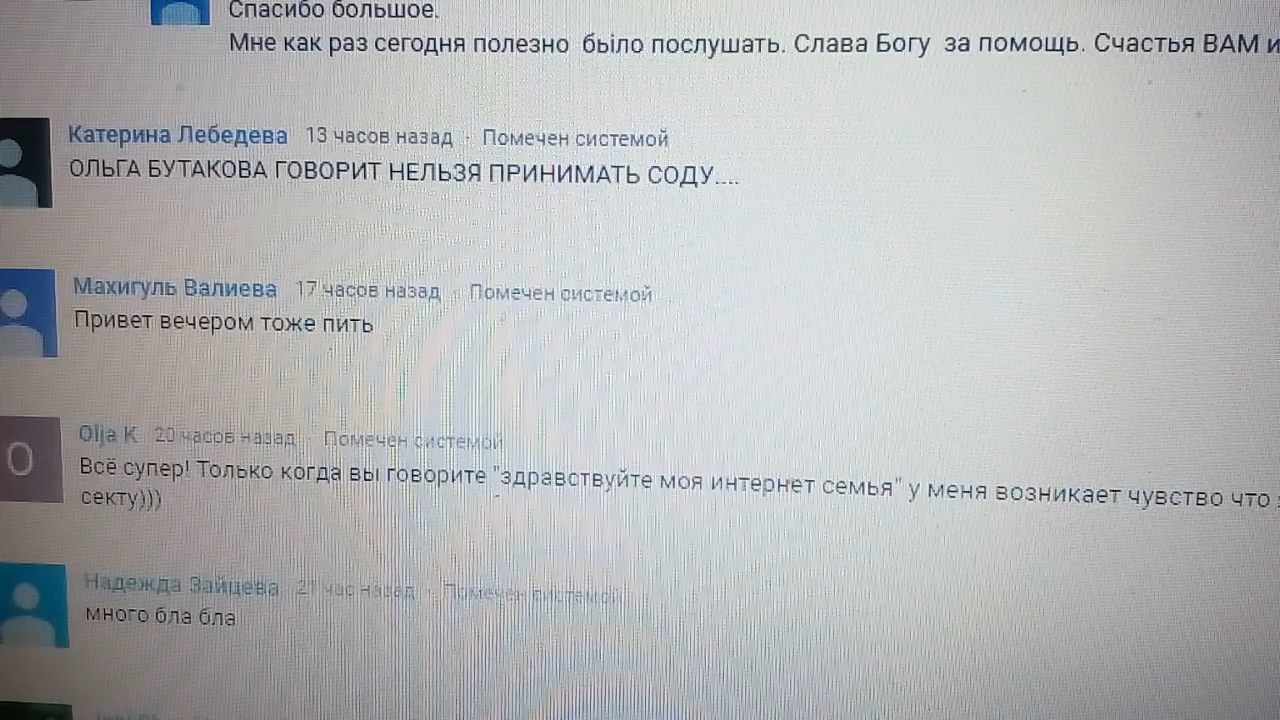 Спасибо большое.
Мне как раз сегодня полезно было послушать. Слава Богу за помощь. Счастья ВАМ и
Катерина Лебедева 13 часов назад · Помечен системой
ОЛЬГА БУТАКОВА ГОВОРИТ НЕЛЬЗЯ ПРИНИМАТЬ СОДУ....
Махигуль Валиева 17 часов назад · Помечен системой
Привет вечером тоже пить
O
Olja K 20 часов назад · Помечен системой
Всё супер! Только когда вы говорите "здравствуйте моя интернет семья" у меня возникает чувство что
секту)))
Надежда Зайцева 21 час назад · Помечен системой
много бла бла